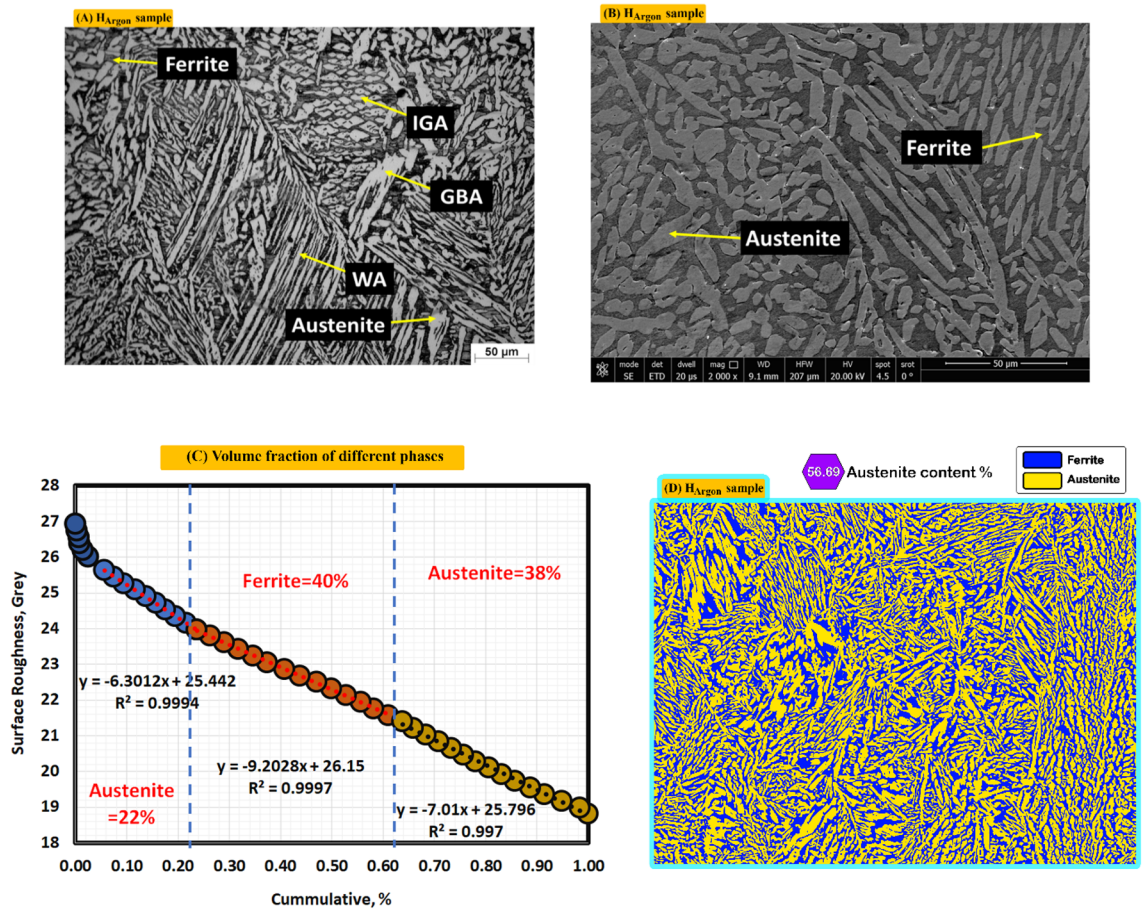 (A) HArgon sample
Ferrite
IGA
GBA
WA
Austenite
50 µm
(B) HArgon sample
Ferrite
Austenite
mode det dwell mag WD HFW HV spot srot
SE ETD 20 µs 2 000 x 9.1 mm 207 µm 20.00 kV 4.5 0 °
50 µm
(C) Volume fraction of different phases
Surface Roughness, Grey
28
27
26
25
24
23
22
21
20
19
18
Ferrite=40%
Austenite=38%
y = -6.3012x + 25.442
R² = 0.9994
y = -9.2028x + 26.15
R² = 0.9997
Austenite
=22%
y = -7.01x + 25.796
R² = 0.997
0.00 0.10 0.20 0.30 0.40 0.50 0.60 0.70 0.80 0.90 1.00
Cummulative, %
56.69 Austenite content %
Ferrite
Austenite
(D) HArgon sample